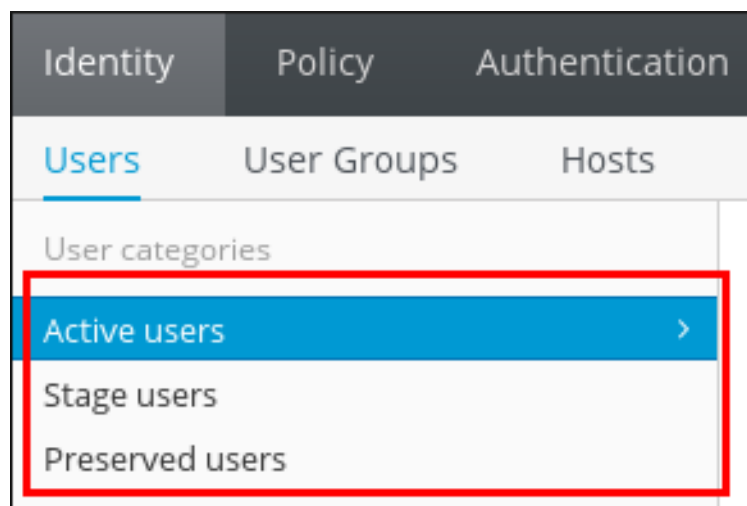 Identity Policy Authentication
Users User Groups Hosts
User categories
Active users
Stage users
Preserved users